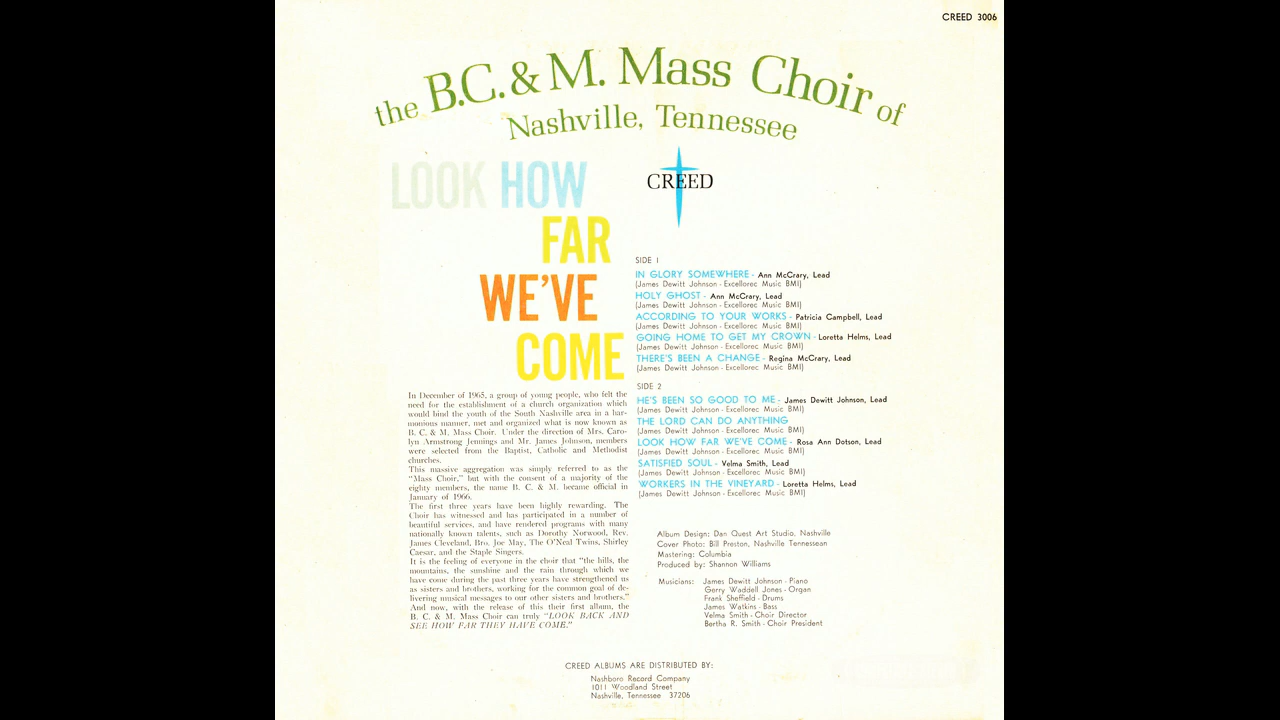 CREED 3006
the B.C. & M. Mass Choir of
Nashville, Tennessee
LOOK HOW
FAR
WE'VE
COME
CREED
In December of 1965, a group of young people, who felt the
need for the establishment of a church organization which
would bind the youth of the South Nashville area in a har-
monious manner, met and organized what is now known as
B. C. & M. Mass Choir. Under the direction of Mrs. Caro-
lyn Armstrong Jennings and Mr. James Johnson, members
were selected from the Baptist, Catholic and Methodist
churches.
This massive aggregation was simply referred to as the
"Mass Choir," but with the consent of a majority of the
eighty members, the name B. C. & M. became official in
January of 1966.
The first three years have been highly rewarding. The
Choir has witnessed and has participated in a number of
beautiful services, and have rendered programs with many
nationally known talents, such as Dorothy Norwood, Rev.
James Cleveland, Bro. Joe May, The O'Neal Twins, Shirley
Caesar, and the Staple Singers.
It is the feeling of everyone in the choir that "the hills, the
mountains, the sunshine and the rain through which we
have come during the past three years have strengthened us
as sisters and brothers, working for the common goal of de-
livering musical messages to our other sisters and brothers."
And now, with the release of this their first album, the
B. C. & M. Mass Choir can truly "LOOK BACK AND
SEE HOW FAR THEY HAVE COME."
SIDE 1
IN GLORY SOMEWHERE - Ann McCrary, Lead
(James Dewitt Johnson - Excellorec Music BMI)
HOLY GHOST - Ann McCrary, Lead
(James Dewitt Johnson - Excellorec Music BMI)
ACCORDING TO YOUR WORKS - Patricia Campbell, Lead
(James Dewitt Johnson - Excellorec Music BMI)
GOING HOME TO GET MY CROWN - Loretta Helms, Lead
(James Dewitt Johnson - Excellorec Music BMI)
THERE'S BEEN A CHANGE - Regina McCrary, Lead
(James Dewitt Johnson - Excellorec Music BMI)
SIDE 2
HE'S BEEN SO GOOD TO ME - James Dewitt Johnson, Lead
(James Dewitt Johnson - Excellorec Music BMI)
THE LORD CAN DO ANYTHING
(James Dewitt Johnson - Excellorec Music BMI)
LOOK HOW FAR WE'VE COME - Rosa Ann Dotson, Lead
(James Dewitt Johnson - Excellorec Music BMI)
SATISFIED SOUL - Velma Smith, Lead
(James Dewitt Johnson - Excellorec Music BMI)
WORKERS IN THE VINEYARD - Loretta Helms, Lead
(James Dewitt Johnson - Excellorec Music BMI)
Album Design: Dan Quest Art Studio, Nashville
Cover Photo: Bill Preston, Nashville Tennessean
Mastering: Columbia
Produced by: Shannon Williams
Musicians: James Dewitt Johnson - Piano
Gerry Waddell Jones - Organ
Frank Sheffield - Drums
James Watkins - Bass
Velma Smith - Choir Director
Bertha R. Smith - Choir President
CREED ALBUMS ARE DISTRIBUTED BY:
Nashboro Record Company
1011 Woodland Street
Nashville, Tennessee 37206